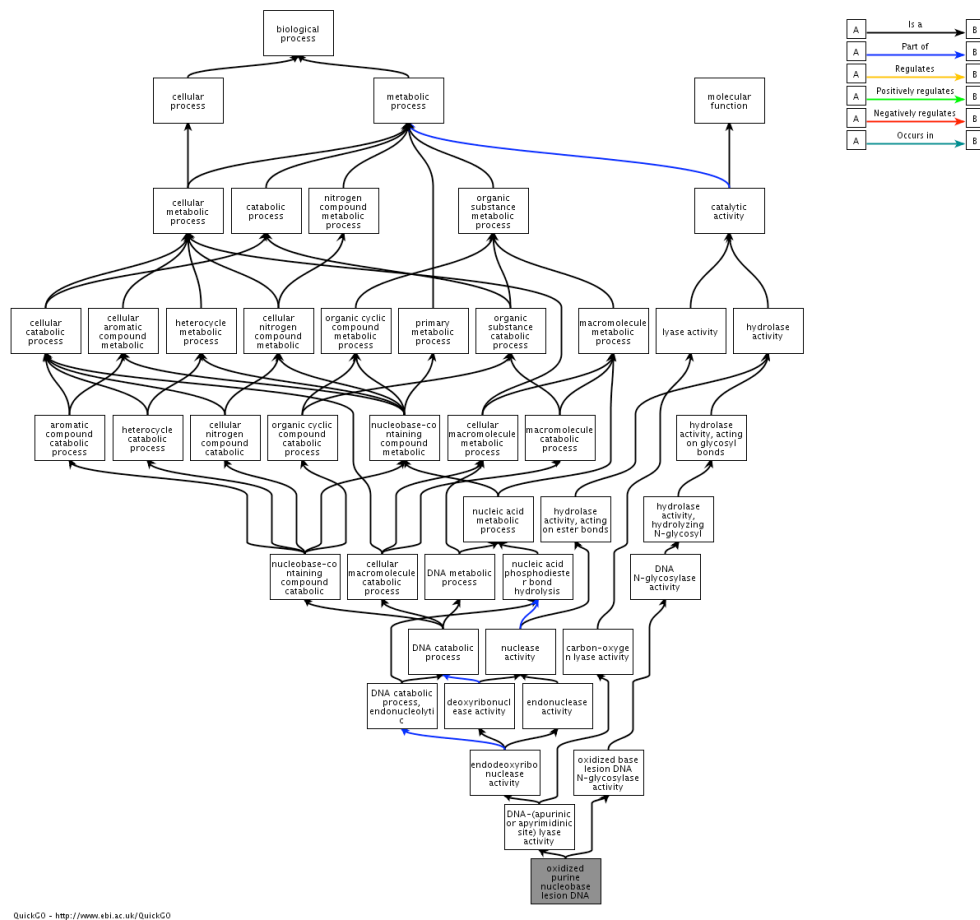 biological
process
A
Is a
B
A
Part of
B
A
Regulates
B
A
Positively regulates
B
A
Negatively regulates
B
A
Occurs in
B
cellular
process
metabolic
process
molecular
function
cellular
metabolic
process
catabolic
process
nitrogen
compound
metabolic
process
organic
substance
metabolic
process
catalytic
activity
cellular
catabolic
process
cellular
aromatic
compound
metabolic
heterocycle
metabolic
process
cellular
nitrogen
compound
metabolic
organic cyclic
compound
metabolic
process
primary
metabolic
process
organic
substance
catabolic
process
macromolecule
metabolic
process
lyase activity
hydrolase
activity
aromatic
compound
catabolic
process
heterocycle
catabolic
process
cellular
nitrogen
compound
catabolic
organic cyclic
compound
catabolic
process
nucleobase-co
ntaining
compound
metabolic
cellular
macromolecule
metabolic
process
macromolecule
catabolic
process
hydrolase
activity, acting
on glycosyl
bonds
nucleic acid
metabolic
process
hydrolase
activity, acting
on ester bonds
hydrolase
activity,
hydrolyzing
N-glycosyl
nucleobase-co
ntaining
compound
catabolic
cellular
macromolecule
catabolic
process
DNA metabolic
process
nucleic acid
phosphodieste
r bond
hydrolysis
DNA
N-glycosylase
activity
DNA catabolic
process
nuclease
activity
carbon-oxyge
n lyase activity
DNA catabolic
process,
endonucleolyti
c
deoxyribonucl
ease activity
endonuclease
activity
endodeoxyribo
nuclease
activity
oxidized base
lesion DNA
N-glycosylase
activity
DNA-(apurinic
or apyrimidinic
site) lyase
activity
oxidized
purine
nucleobase
lesion DNA
QuickGO - http://www.ebi.ac.uk/QuickGO